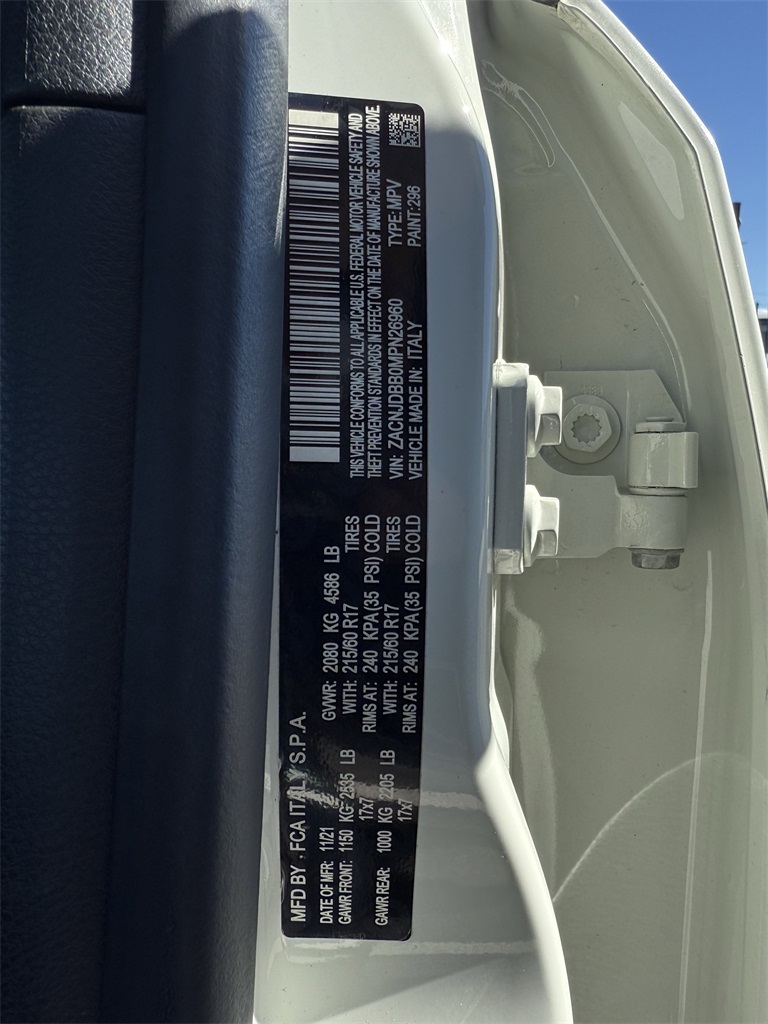 MFD BY : FCA ITALY S.P.A.
DATE OF MFR: 11/21 GVWR: 2080 KG 4586 LB
GAWR FRONT: 1150 KG 2535 LB WITH: 215/60 R17 TIRES
17x7 RIMS AT: 240 KPA (35 PSI) COLD
GAWR REAR: 1000 KG 2205 LB WITH: 215/60 R17 TIRES
17x7 RIMS AT: 240 KPA (35 PSI) COLD
THIS VEHICLE CONFORMS TO ALL APPLICABLE U.S. FEDERAL MOTOR VEHICLE SAFETY AND
THEFT PREVENTION STANDARDS IN EFFECT ON THE DATE OF MANUFACTURE SHOWN ABOVE.
VIN: ZACNJDBB0MPN26960 TYPE: MPV
VEHICLE MADE IN: ITALY PAINT: 296